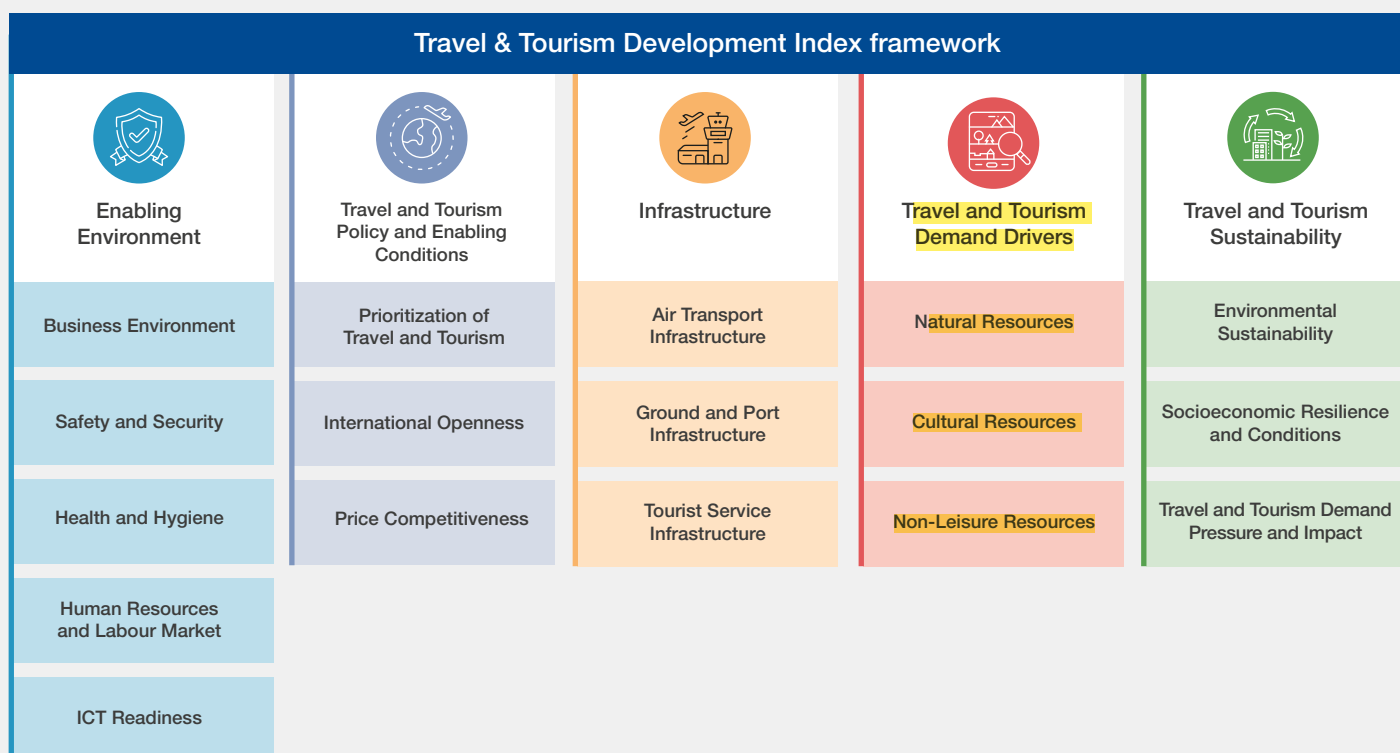 Travel & Tourism Development Index framework
Enabling
Environment
Business Environment
Safety and Security
Health and Hygiene
Human Resources
and Labour Market
ICT Readiness
Travel and Tourism
Policy and Enabling
Conditions
Prioritization of
Travel and Tourism
International Openness
Price Competitiveness
Infrastructure
Air Transport
Infrastructure
Ground and Port
Infrastructure
Tourist Service
Infrastructure
Travel and Tourism
Demand Drivers
Natural Resources
Cultural Resources
Non-Leisure Resources
Travel and Tourism
Sustainability
Environmental
Sustainability
Socioeconomic Resilience
and Conditions
Travel and Tourism Demand
Pressure and Impact